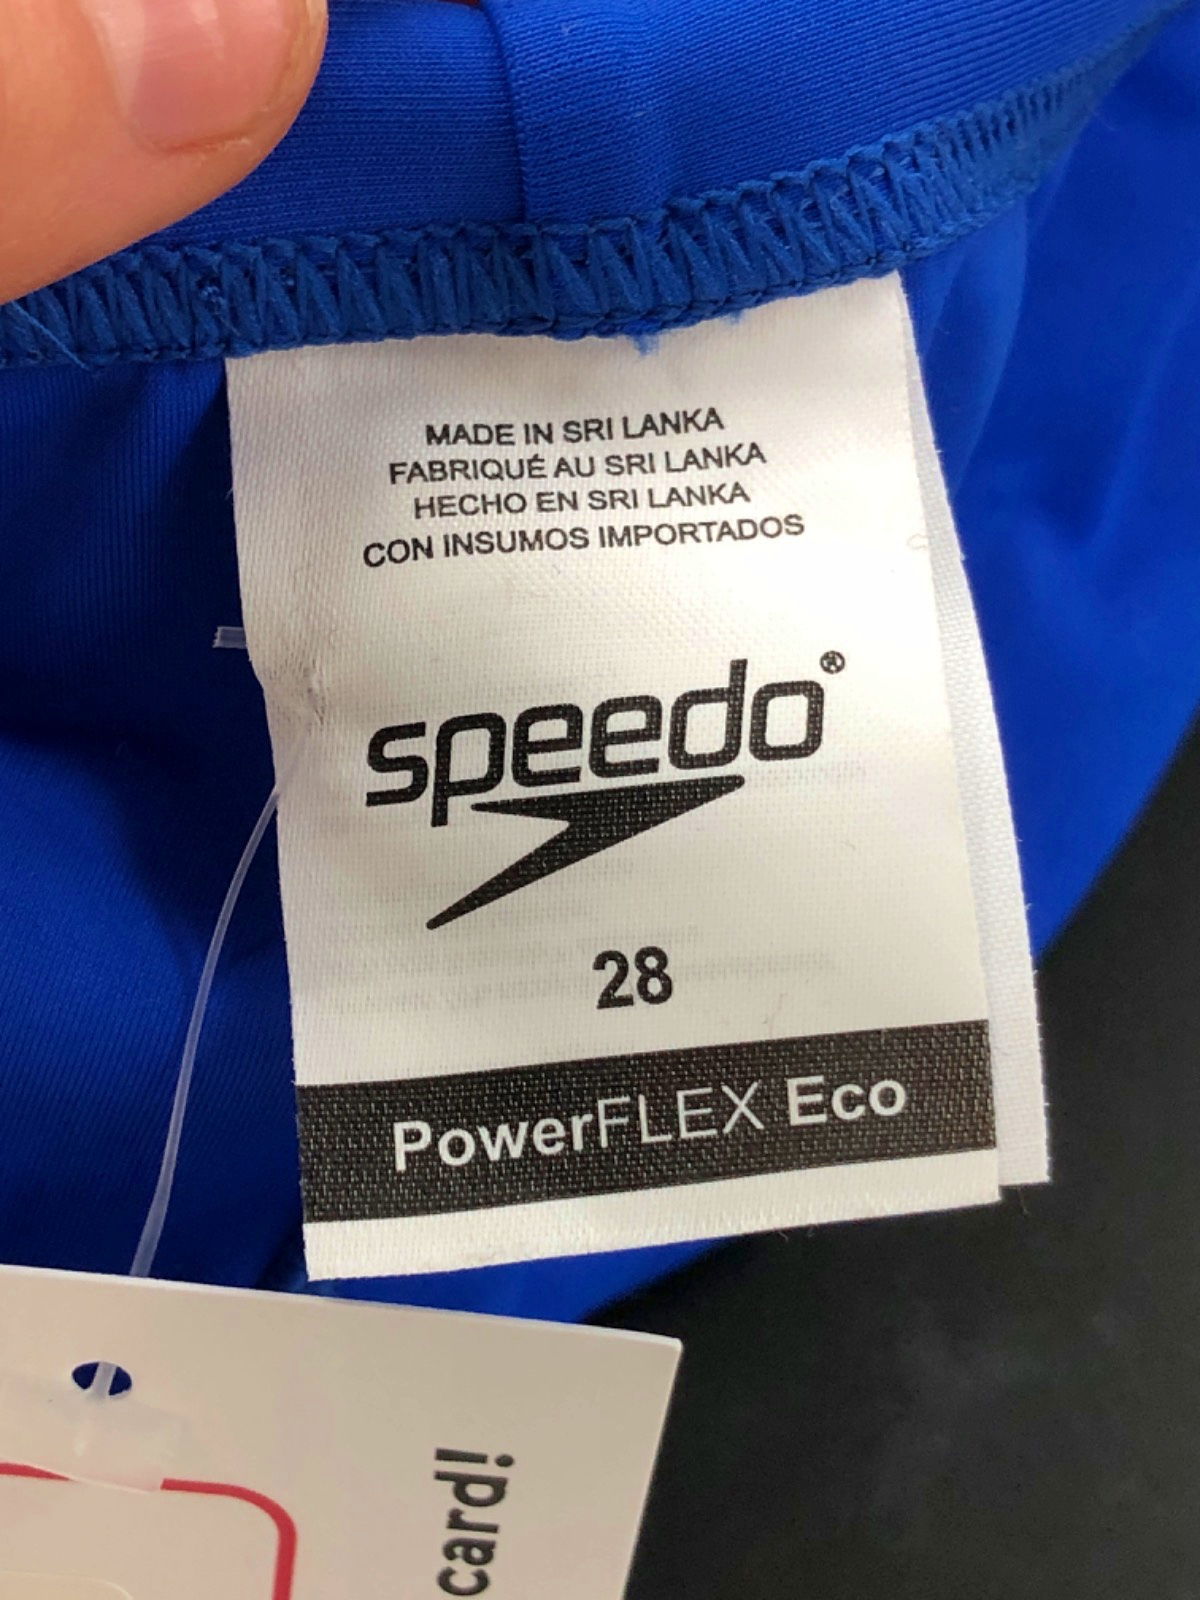 MADE IN SRI LANKA
FABRIQUÉ AU SRI LANKA
HECHO EN SRI LANKA
CON INSUMOS IMPORTADOS
speedo®
28
PowerFLEX Eco
card!